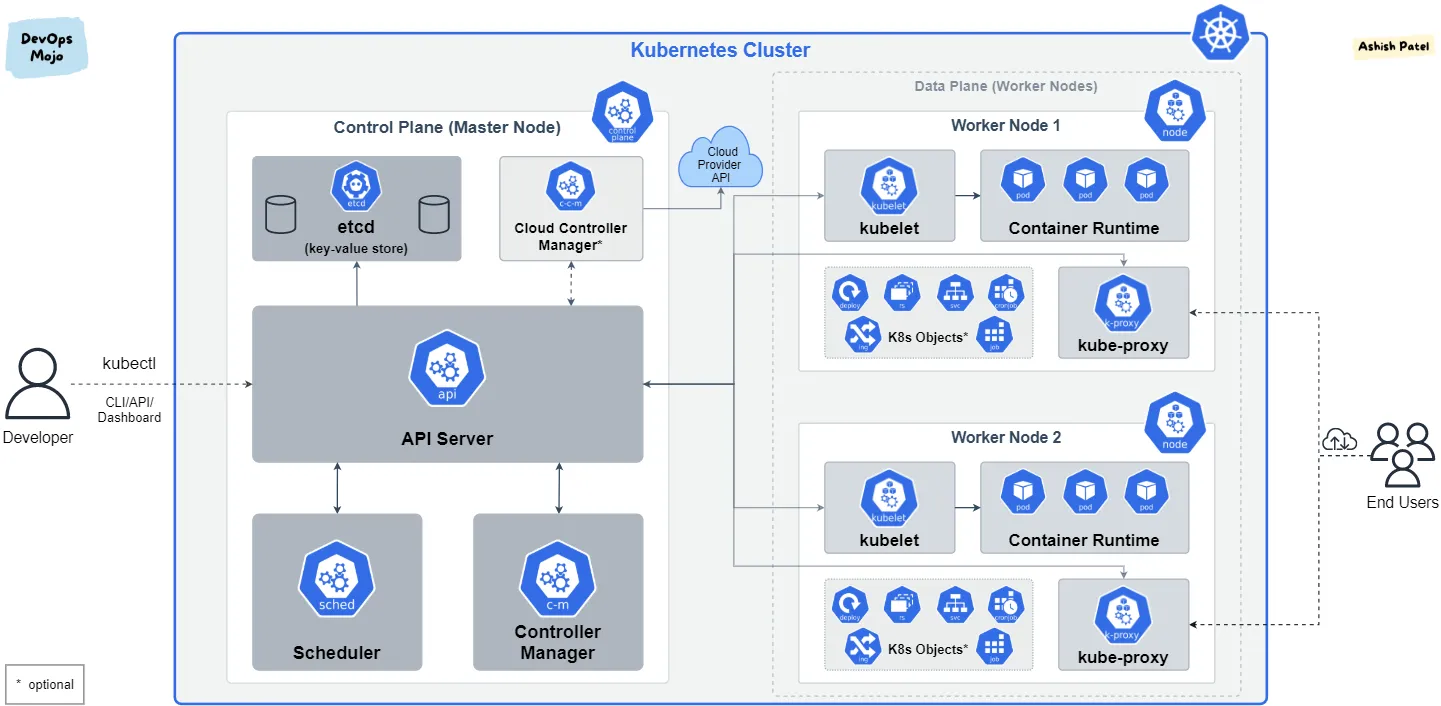 DevOps
Mojo
Kubernetes Cluster
Ashish Patel
Data Plane (Worker Nodes)
Control Plane (Master Node)
control
plane
Cloud
Provider
API
Worker Node 1
node
etcd
etcd
(key-value store)
c-c-m
Cloud Controller
Manager*
kubelet
kubelet
pod
pod
pod
Container Runtime
deploy
rs
svc
cronjob
ing
K8s Objects*
job
k-proxy
kube-proxy
Developer
kubectl
CLI/API/
Dashboard
api
API Server
Worker Node 2
node
kubelet
kubelet
pod
pod
pod
Container Runtime
End Users
sched
Scheduler
c-m
Controller
Manager
deploy
rs
svc
cronjob
ing
K8s Objects*
job
k-proxy
kube-proxy
* optional